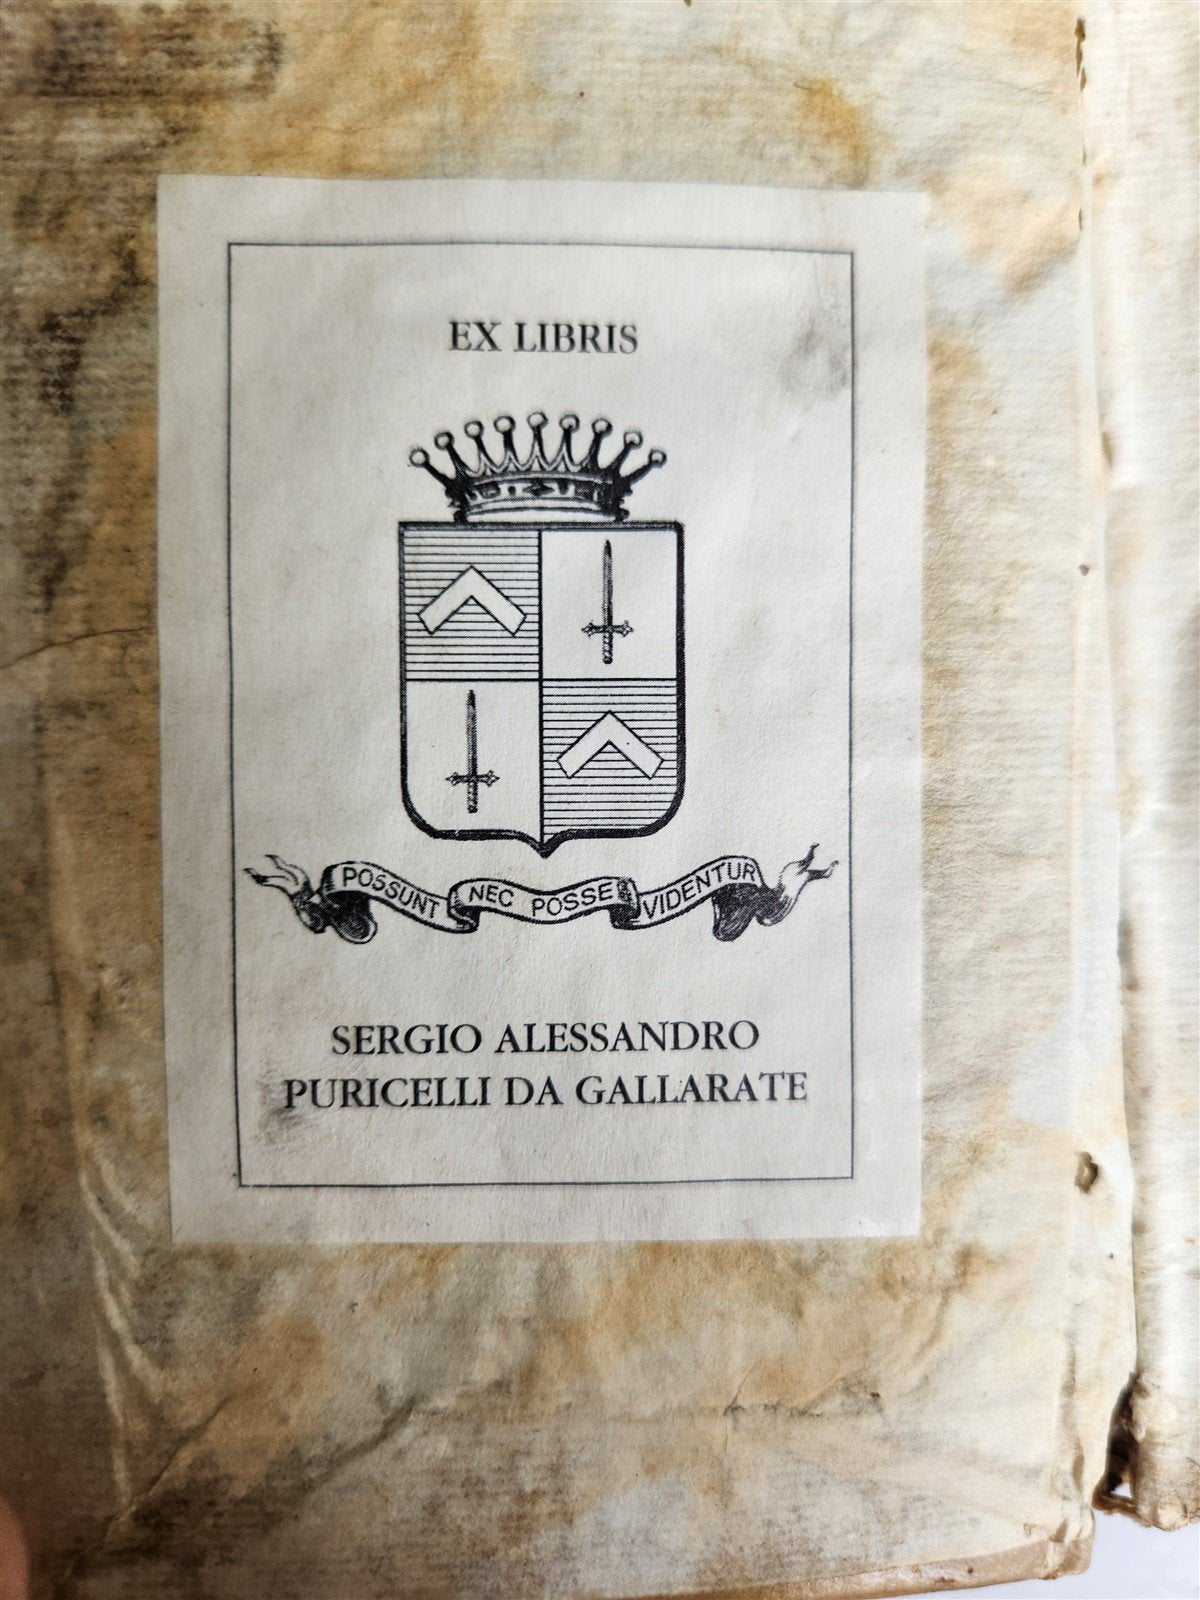 EX LIBRIS
POSSUNT NEC POSSE VIDENTUR
SERGIO ALESSANDRO
PURICELLI DA GALLARATE